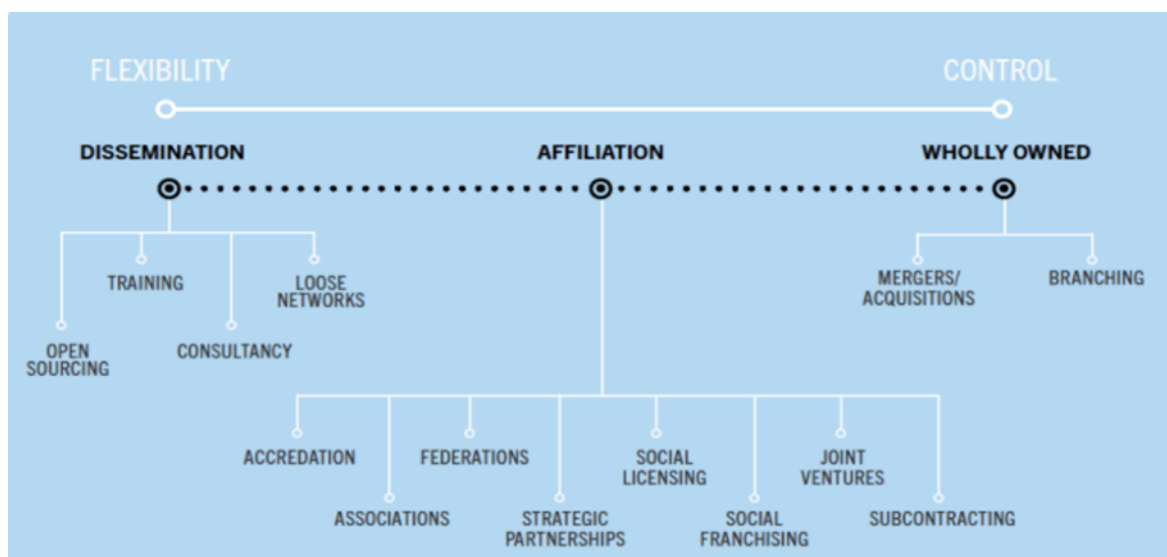 FLEXIBILITY
CONTROL
DISSEMINATION
AFFILIATION
WHOLLY OWNED
TRAINING
LOOSE
NETWORKS
MERGERS/
ACQUISITIONS
BRANCHING
OPEN
SOURCING
CONSULTANCY
ACCREDATION
FEDERATIONS
SOCIAL
LICENSING
JOINT
VENTURES
ASSOCIATIONS
STRATEGIC
PARTNERSHIPS
SOCIAL
FRANCHISING
SUBCONTRACTING